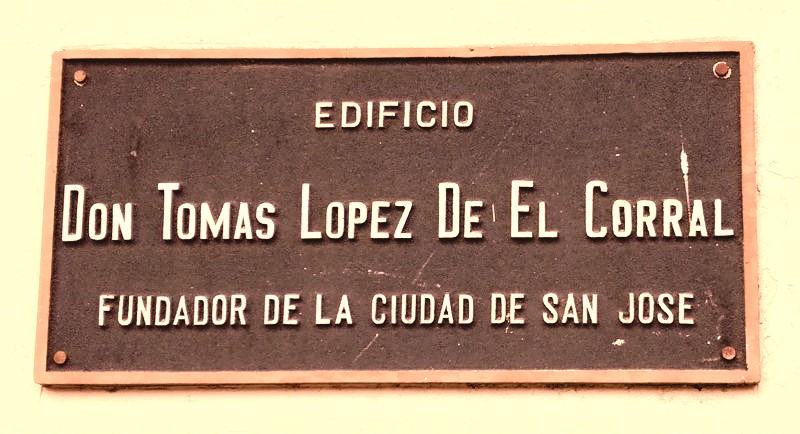 EDIFICIO
DON TOMAS LOPEZ DE EL CORRAL
FUNDADOR DE LA CIUDAD DE SAN JOSE